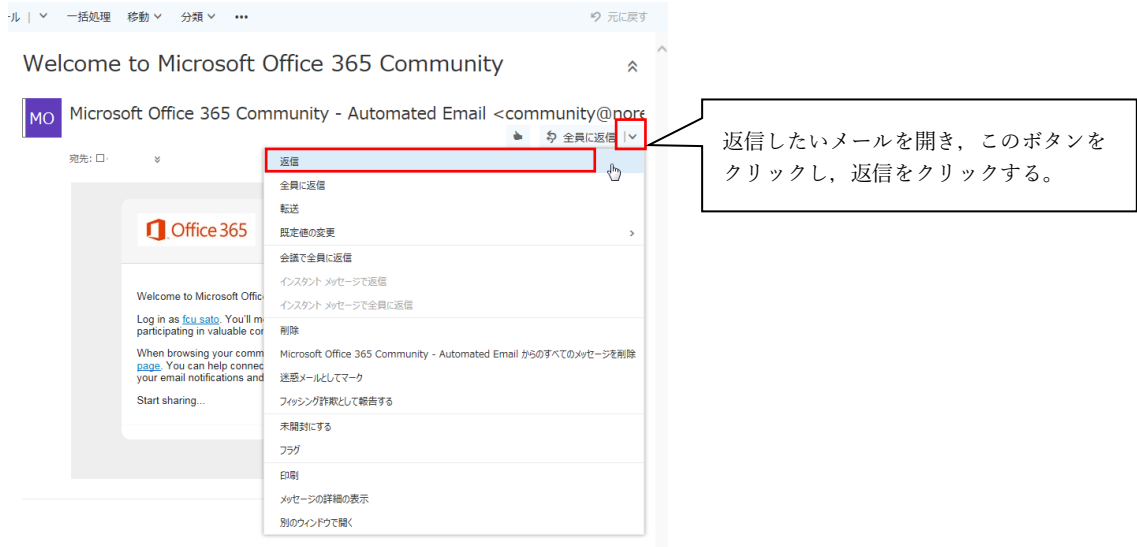 ール | 一括処理 移動 分類 ••• 元に戻す
Welcome to Microsoft Office 365 Community
MO
Microsoft Office 365 Community - Automated Email <community@nore
全員に返信
宛先: ロ·
返信
全員に返信
転送
既定値の変更
会議で全員に返信
インスタント メッセージで返信
インスタント メッセージで全員に返信
削除
Microsoft Office 365 Community - Automated Email からのすべてのメッセージを削除
迷惑メールとしてマーク
フィッシング詐欺として報告する
未開封にする
フラグ
印刷
メッセージの詳細の表示
別のウィンドウで開く
Office 365
Welcome to Microsoft Offic
Log in as fcu sato. You'll m
participating in valuable cor
When browsing your comm
page. You can help connec
your email notifications and
Start sharing...
返信したいメールを開き，このボタンを
クリックし，返信をクリックする。